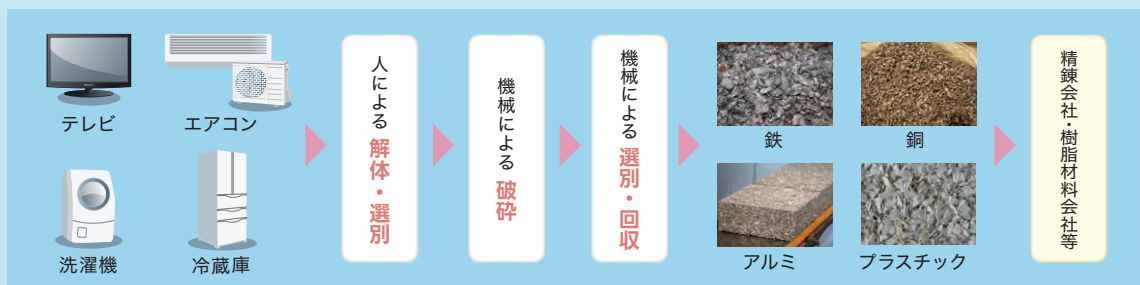 テレビ
エアコン
洗濯機
冷蔵庫
人による 解体・選別
機械による 破砕
機械による 選別・回収
鉄
銅
アルミ
プラスチック
精錬会社・樹脂材料会社等